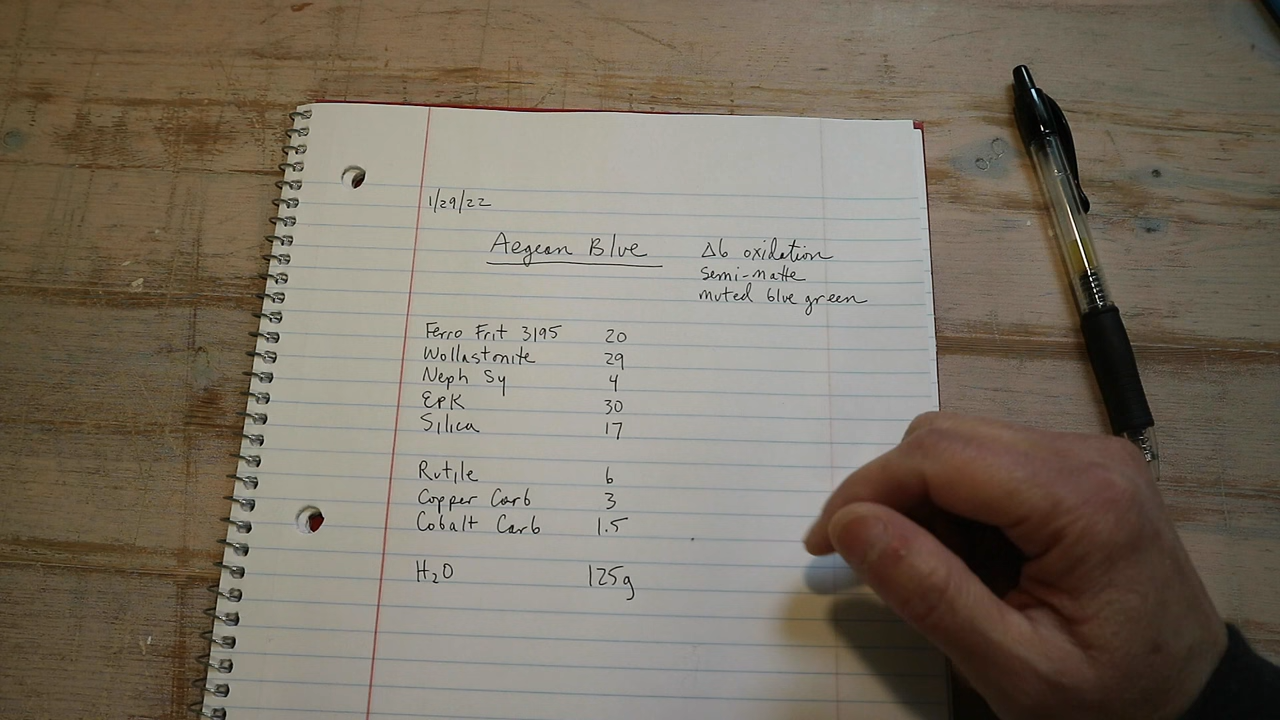 1/29/22
Aegean Blue
Δ6 oxidation
semi-matte
muted blue green
Ferro Frit 3195 20
Wollastonite 29
Neph Sy 4
EPK 30
Silica 17
Rutile 6
Copper Carb 3
Cobalt Carb 1.5
H₂O 125g